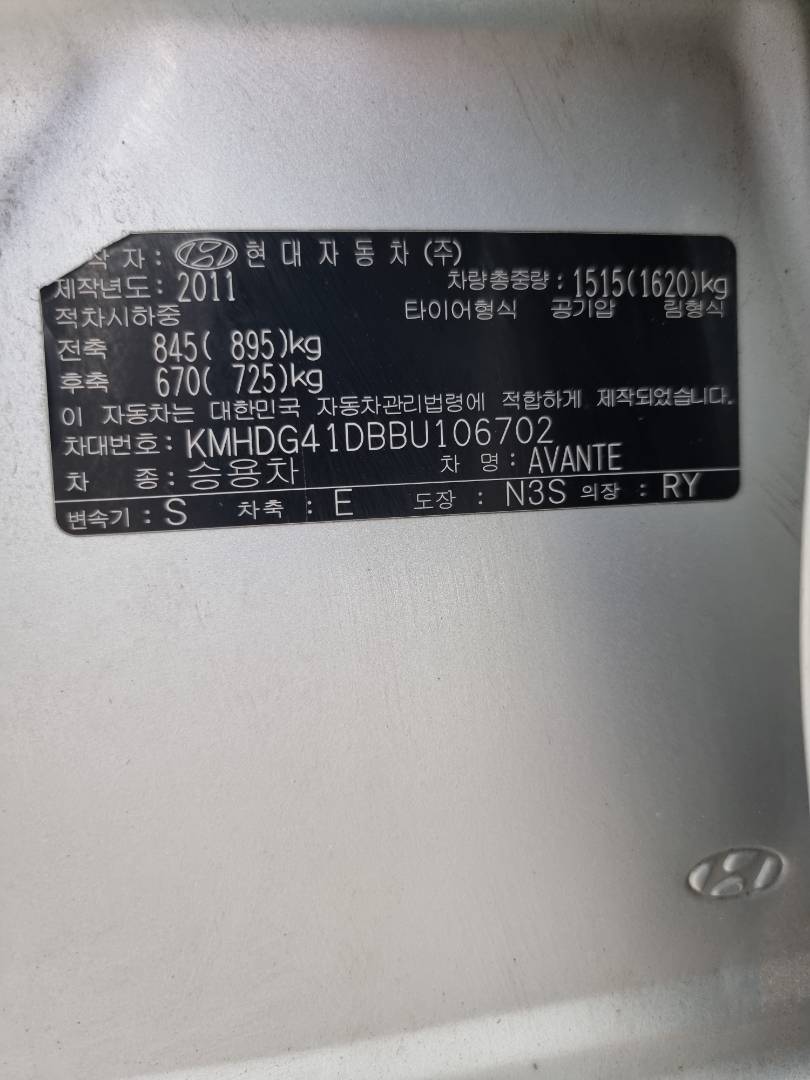 작 자 : 현대자동차(주)
제작년도 : 2011 차량총중량 : 1515(1620)kg
적차시하중 타이어형식 공기압 림형식
전축 845( 895)kg
후축 670( 725)kg
이 자동차는 대한민국 자동차관리법령에 적합하게 제작되었습니다.
차대번호 : KMHDG41DBBU106702
차 종 : 승용차 차 명 : AVANTE
변속기 : S 차축 : E 도장 : N3S 의장 : RY